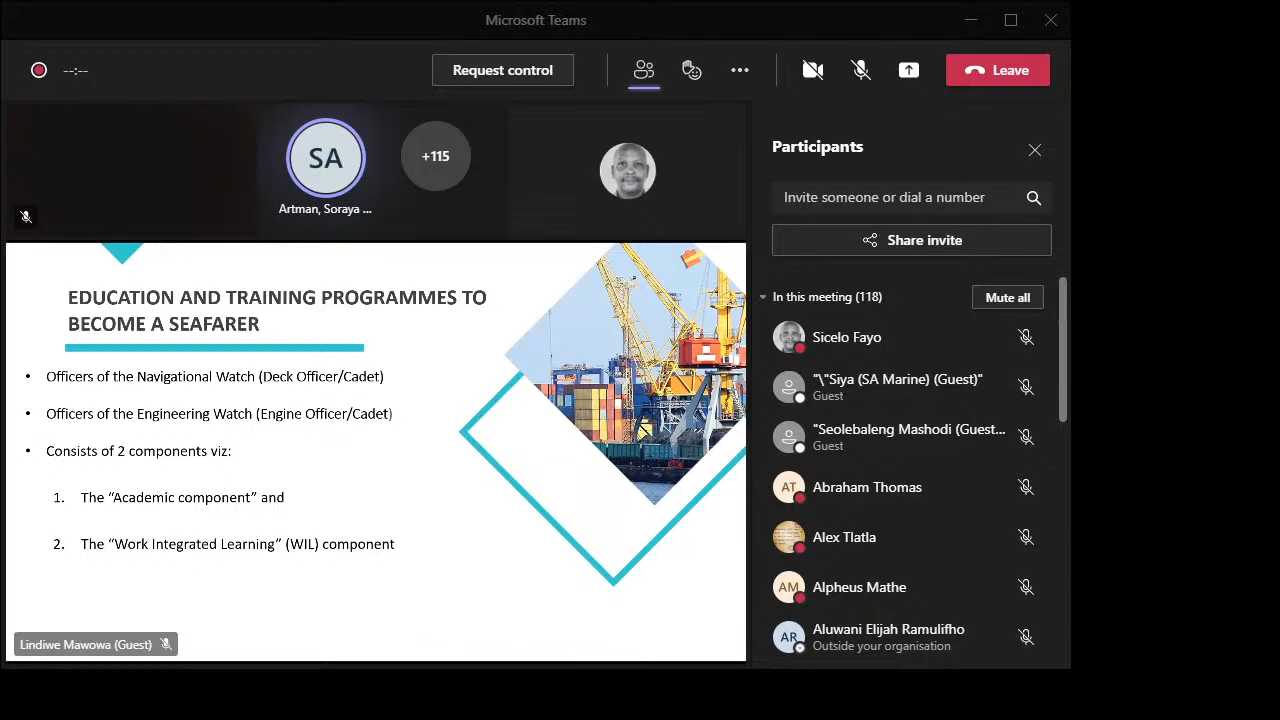 Microsoft Teams
--:--
Request control
Leave
SA
+115
Artman, Soraya ...
Participants
Invite someone or dial a number
Share invite
In this meeting (118)
Mute all
Sicelo Fayo
"\"Siya (SA Marine) (Guest)"
Guest
"Seolebaleng Mashodi (Guest...
Guest
AT
Abraham Thomas
Alex Tlatla
AM
Alpheus Mathe
AR
Aluwani Elijah Ramulifho
Outside your organisation
EDUCATION AND TRAINING PROGRAMMES TO
BECOME A SEAFARER
• Officers of the Navigational Watch (Deck Officer/Cadet)
• Officers of the Engineering Watch (Engine Officer/Cadet)
• Consists of 2 components viz:
1. The “Academic component” and
2. The “Work Integrated Learning” (WIL) component
Lindiwe Mawowa (Guest)